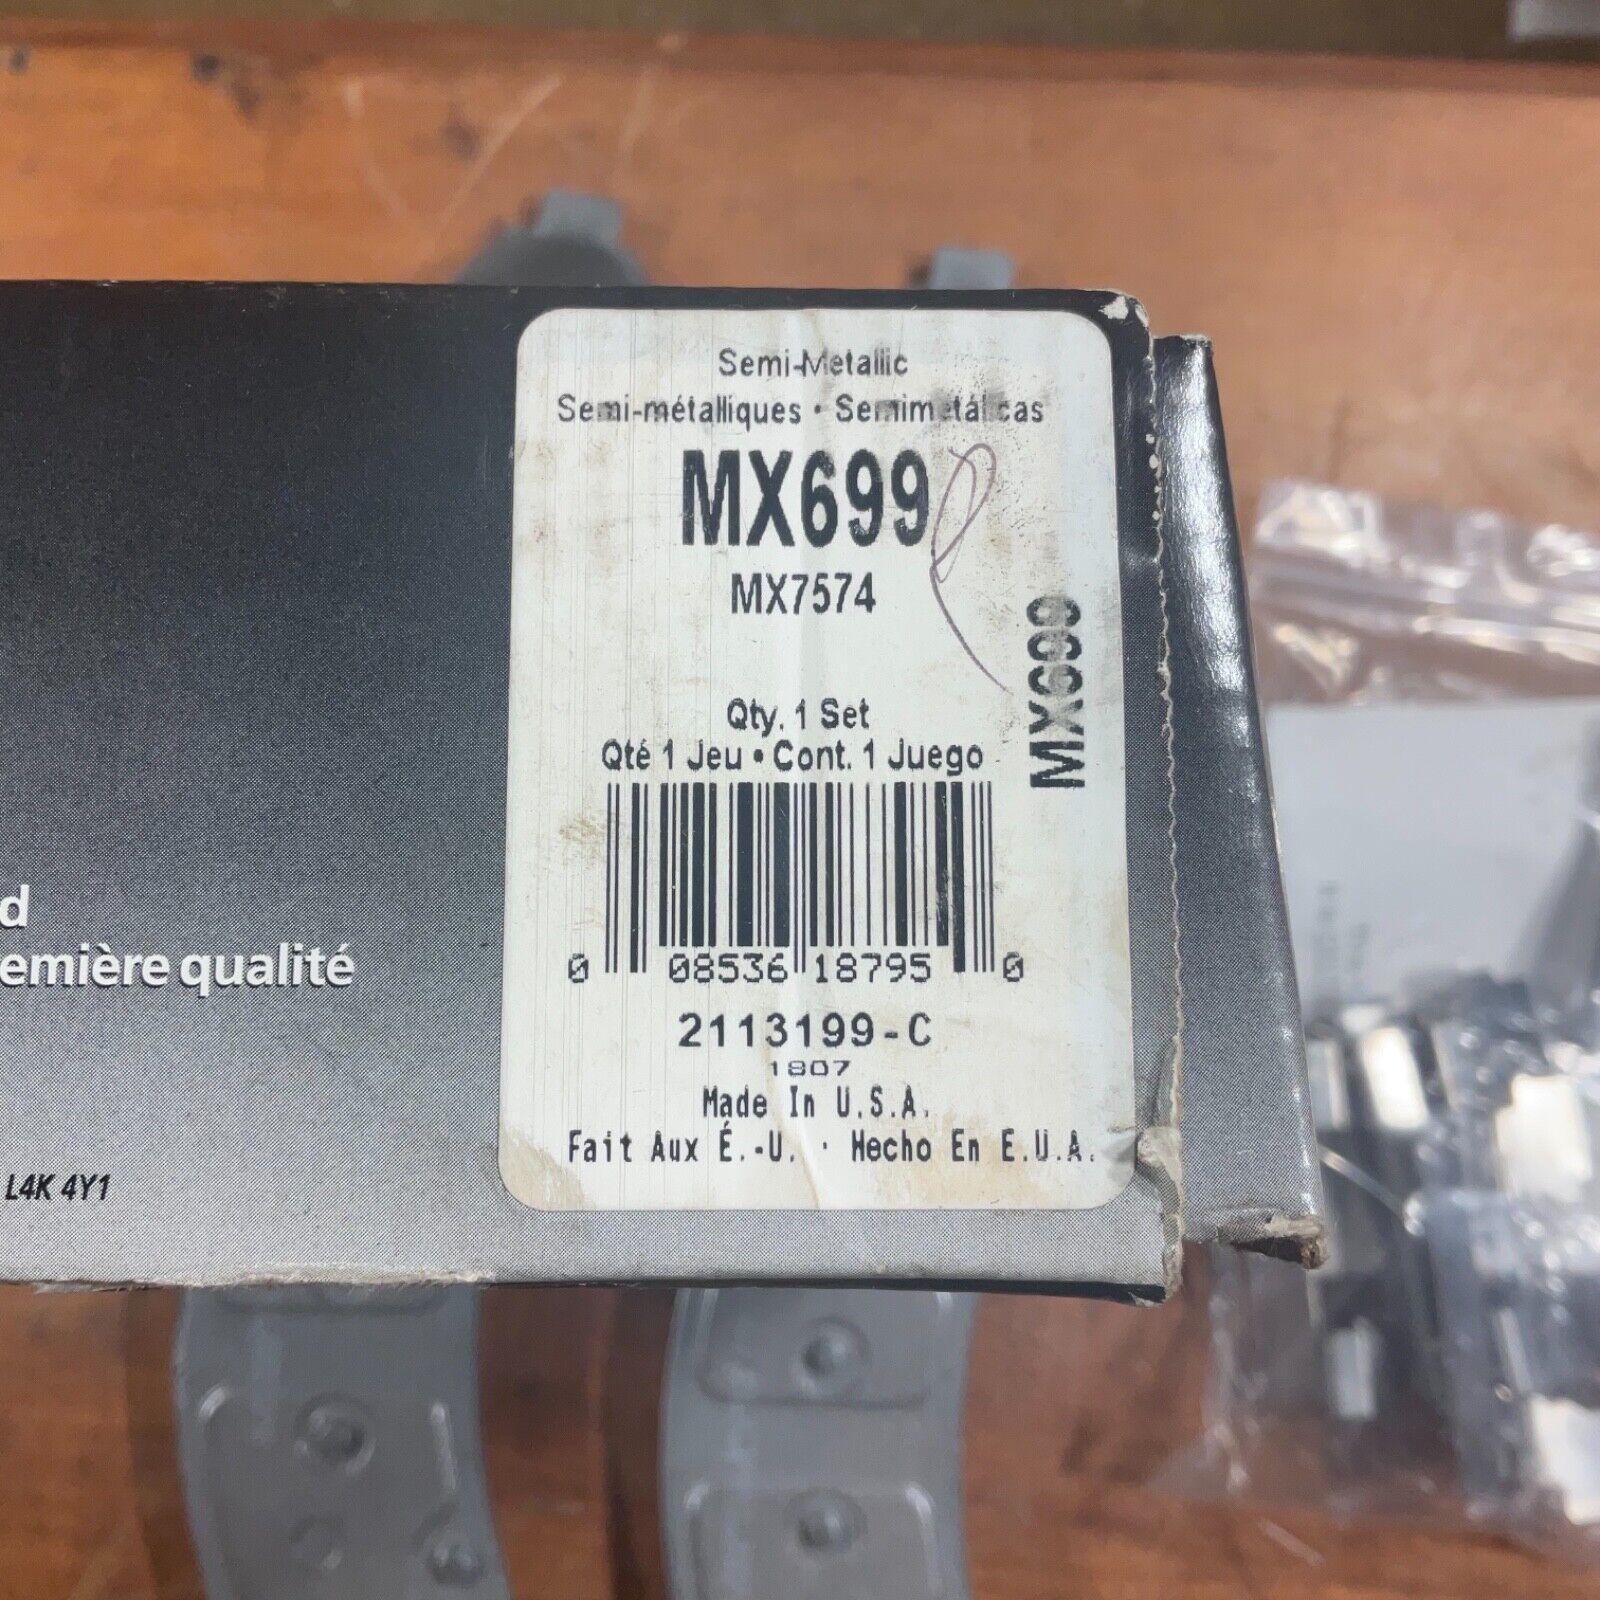 Semi-Metallic
Semi-métalliques • Semimetálicas
MX699
MX7574
MX699
Qty. 1 Set
Qté 1 Jeu • Cont. 1 Juego
0 08536 18795 0
2113199-C
1807
Made In U.S.A.
Fait Aux É.-U. · Hecho En E.U.A.
d
emière qualité
L4K 4Y1